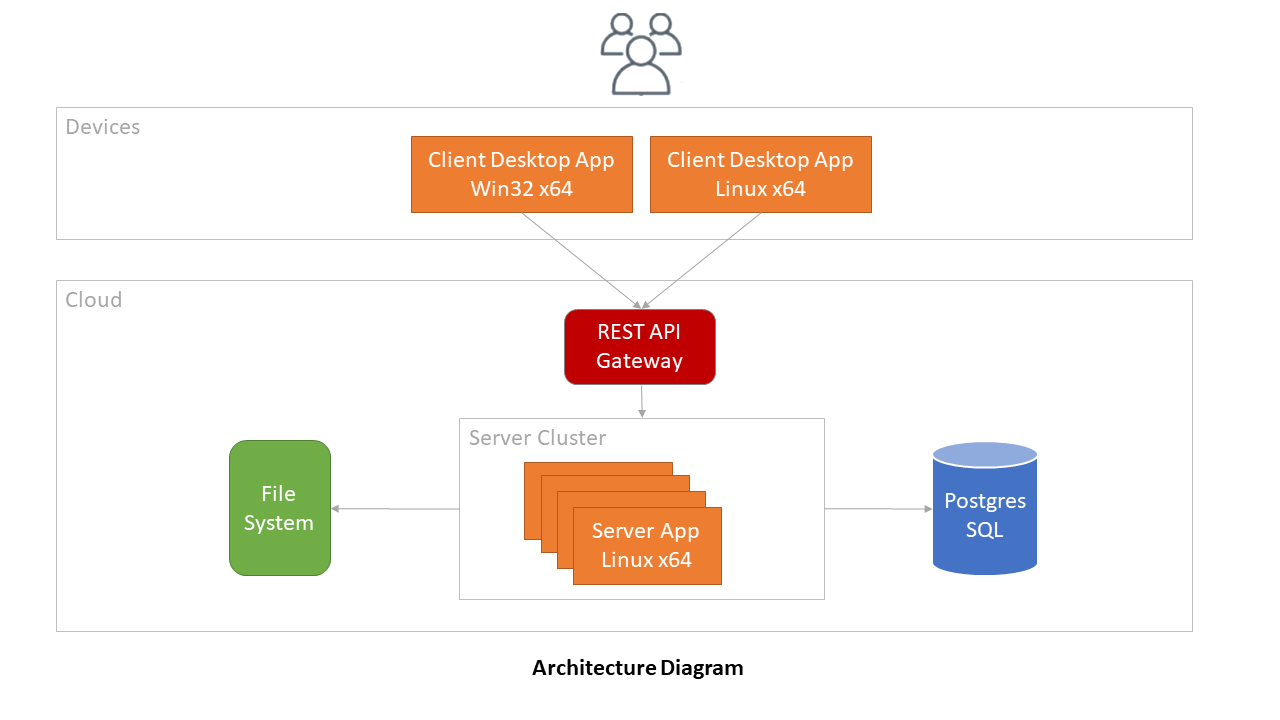 Devices
Client Desktop App
Win32 x64
Client Desktop App
Linux x64
Cloud
REST API
Gateway
Server Cluster
File
System
Server App
Linux x64
Postgres
SQL
Architecture Diagram